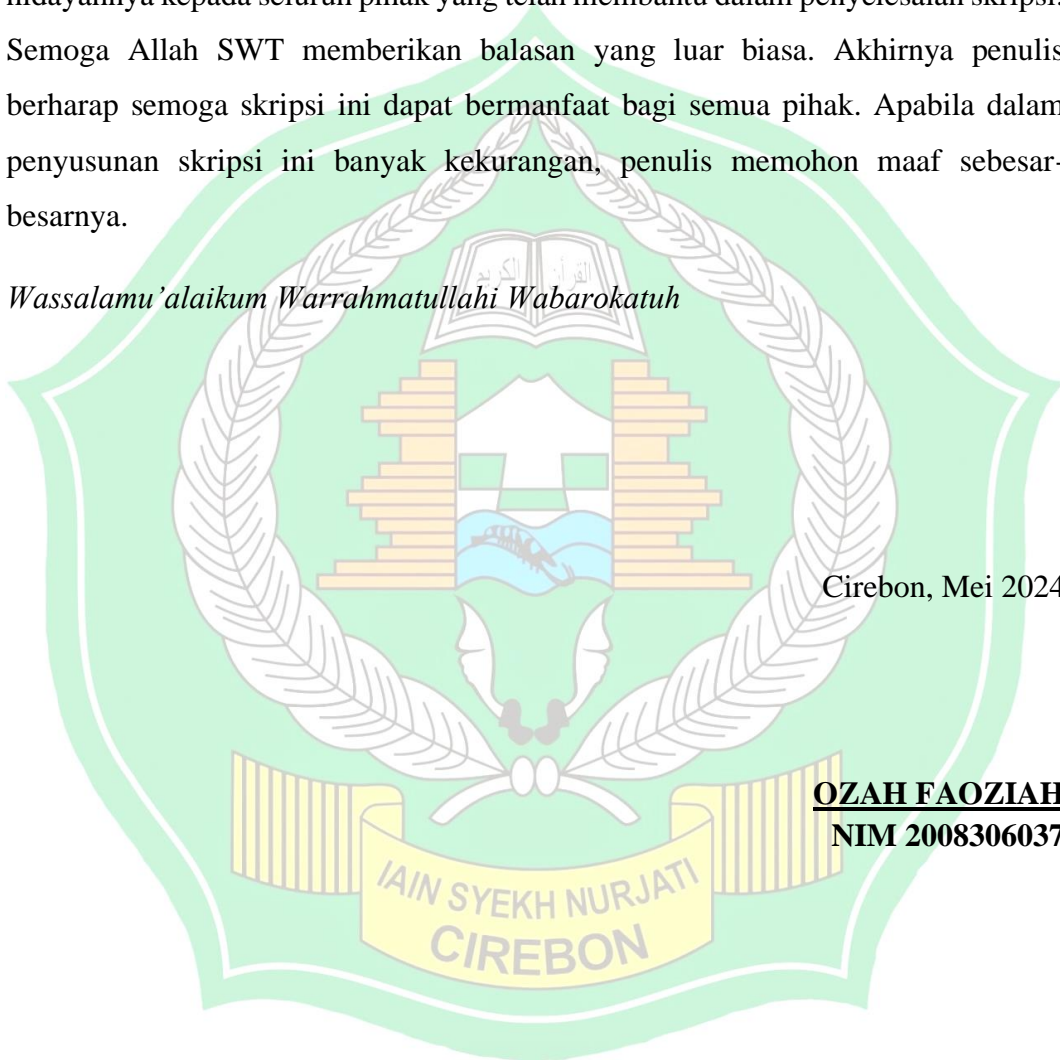 hidayahnya kepada seluruh pihak yang telah membantu dalam penyelesaian skripsi.
Semoga Allah SWT memberikan balasan yang luar biasa. Akhirnya penulis
berharap semoga skripsi ini dapat bermanfaat bagi semua pihak. Apabila dalam
penyusunan skripsi ini banyak kekurangan, penulis memohon maaf sebesar-
besarnya.
القرآن الكريم
Wassalamu’alaikum Warrahmatullahi Wabarokatuh
Cirebon, Mei 2024
OZAH FAOZIAH
NIM 2008306037
IAIN SYEKH NURJATI
CIREBON